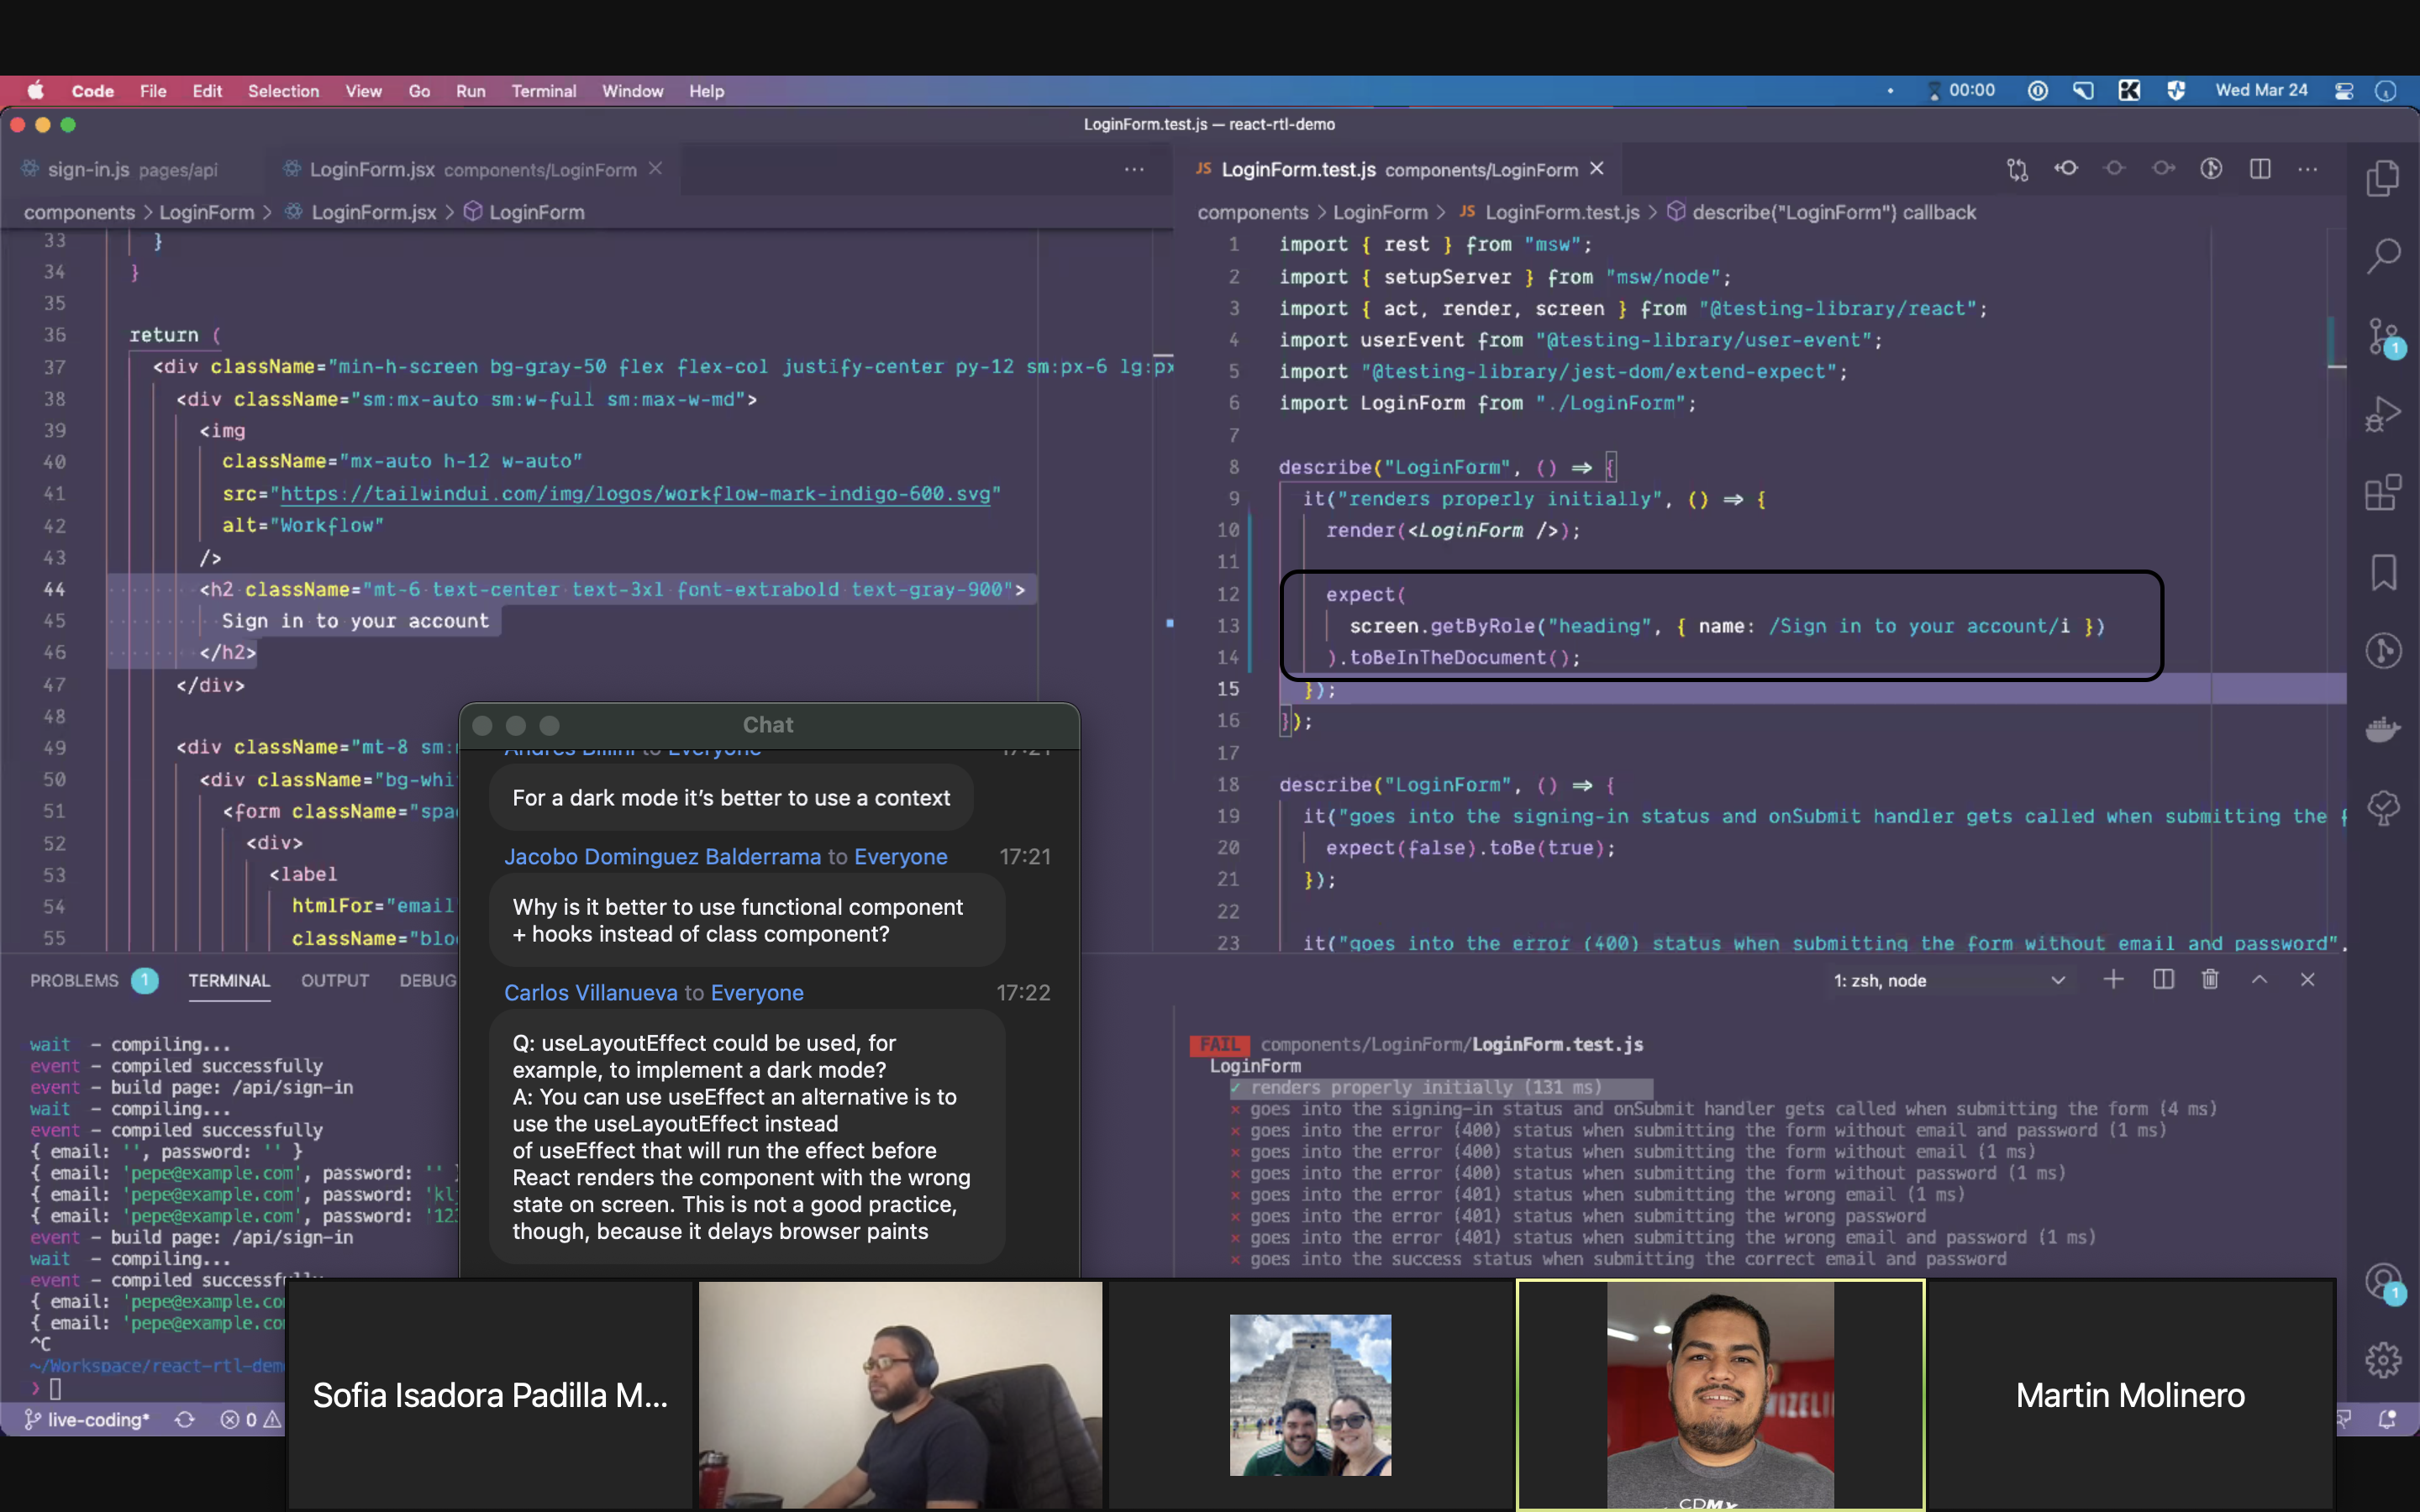 Code File Edit Selection View Go Run Terminal Window Help
00:00 Wed Mar 24
LoginForm.test.js — react-rtl-demo
sign-in.js pages/api
LoginForm.jsx components/LoginForm
components > LoginForm > LoginForm.jsx > LoginForm
33 }
34 }
35
36 return (
37 <div className="min-h-screen bg-gray-50 flex flex-col justify-center py-12 sm:px-6 lg:px
38 <div className="sm:mx-auto sm:w-full sm:max-w-md">
39 <img
40 className="mx-auto h-12 w-auto"
41 src="https://tailwindui.com/img/logos/workflow-mark-indigo-600.svg"
42 alt="Workflow"
43 />
44 <h2 className="mt-6 text-center text-3xl font-extrabold text-gray-900">
45 Sign in to your account
46 </h2>
47 </div>
48
49 <div className="mt-8 sm:
50 <div className="bg-whi
51 <form className="spa
52 <div>
53 <label
54 htmlFor="email
55 className="blo
JS LoginForm.test.js components/LoginForm
components > LoginForm > JS LoginForm.test.js > describe("LoginForm") callback
1 import { rest } from "msw";
2 import { setupServer } from "msw/node";
3 import { act, render, screen } from "@testing-library/react";
4 import userEvent from "@testing-library/user-event";
5 import "@testing-library/jest-dom/extend-expect";
6 import LoginForm from "./LoginForm";
7
8 describe("LoginForm", () => {
9 it("renders properly initially", () => {
10 render(<LoginForm />);
11
12 expect(
13 screen.getByRole("heading", { name: /Sign in to your account/i })
14 ).toBeInTheDocument();
15 });
16 });
17
18 describe("LoginForm", () => {
19 it("goes into the signing-in status and onSubmit handler gets called when submitting the f
20 expect(false).toBe(true);
21 });
22
23 it("goes into the error (400) status when submitting the form without email and password",
1
Chat
to Everyone 17:21
For a dark mode it's better to use a context
Jacobo Dominguez Balderrama to Everyone 17:21
Why is it better to use functional component
+ hooks instead of class component?
Carlos Villanueva to Everyone 17:22
Q: useLayoutEffect could be used, for
example, to implement a dark mode?
A: You can use useEffect an alternative is to
use the useLayoutEffect instead
of useEffect that will run the effect before
React renders the component with the wrong
state on screen. This is not a good practice,
though, because it delays browser paints
PROBLEMS 1 TERMINAL OUTPUT DEBUG
wait - compiling...
event - compiled successfully
event - build page: /api/sign-in
wait - compiling...
event - compiled successfully
{ email: '', password: '' }
{ email: 'pepe@example.com', password: '' }
{ email: 'pepe@example.com', password: 'kl
{ email: 'pepe@example.com', password: '12
event - build page: /api/sign-in
wait - compiling...
event - compiled successfully
{ email: 'pepe@example.co
{ email: 'pepe@example.co
^C
~/Workspace/react-rtl-dem
❯
1: zsh, node
FAIL components/LoginForm/LoginForm.test.js
LoginForm
✓ renders properly initially (131 ms)
× goes into the signing-in status and onSubmit handler gets called when submitting the form (4 ms)
× goes into the error (400) status when submitting the form without email and password (1 ms)
× goes into the error (400) status when submitting the form without email (1 ms)
× goes into the error (400) status when submitting the form without password (1 ms)
× goes into the error (401) status when submitting the wrong email (1 ms)
× goes into the error (401) status when submitting the wrong password
× goes into the error (401) status when submitting the wrong email and password (1 ms)
× goes into the success status when submitting the correct email and password
1
live-coding* 0
Sofia Isadora Padilla M...
WIZELI
CDMX
Martin Molinero